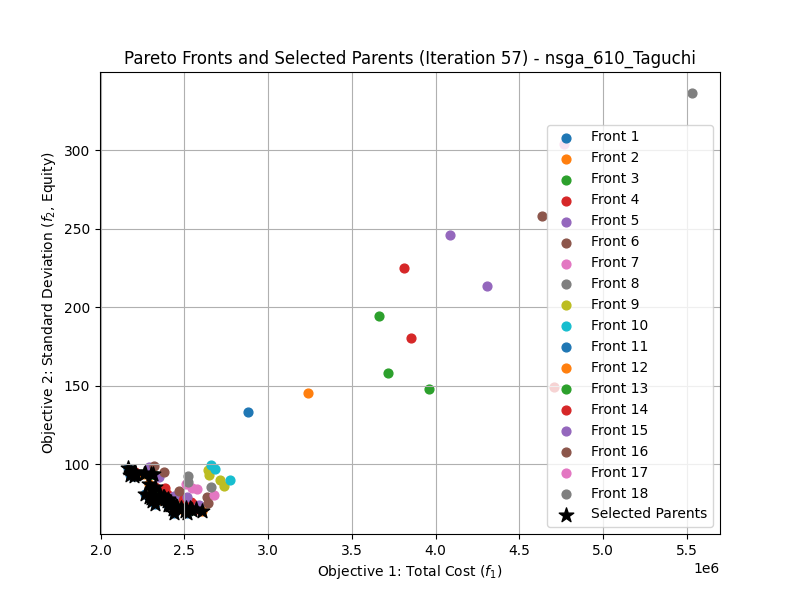 Pareto Fronts and Selected Parents (Iteration 57) - nsga_610_Taguchi
Objective 2: Standard Deviation (f2, Equity)
300
250
200
150
100
Front 1
Front 2
Front 3
Front 4
Front 5
Front 6
Front 7
Front 8
Front 9
Front 10
Front 11
Front 12
Front 13
Front 14
Front 15
Front 16
Front 17
Front 18
Selected Parents
2.0 2.5 3.0 3.5 4.0 4.5 5.0 5.5
1e6
Objective 1: Total Cost (f1)